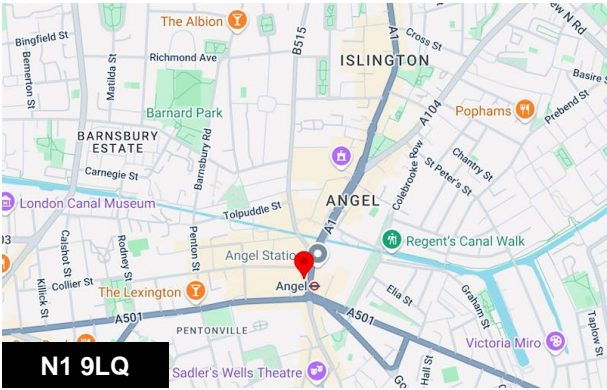 The Albion
Bingfield St
Bemerton St
Matilda St
Richmond Ave
B515
A1
Cross St
ISLINGTON
Basire S
Prebend St
Pophams
A104
Barnard Park
BARNSBURY
ESTATE
Barnsbury Rd
Carnegie St
Colebrooke Row
Chantry St
St Peter's St
London Canal Museum
Tolpuddle St
ANGEL
A1
03
Calshot St
Rodney St
Penton St
Regent's Canal Walk
Angel Static
Killick St
Collier St
The Lexington
Angel
Elia St
Graham St
A501
A501
PENTONVILLE
Taplow St
Victoria Miro
Sadler's Wells Theatre
Hall St
N1 9LQ